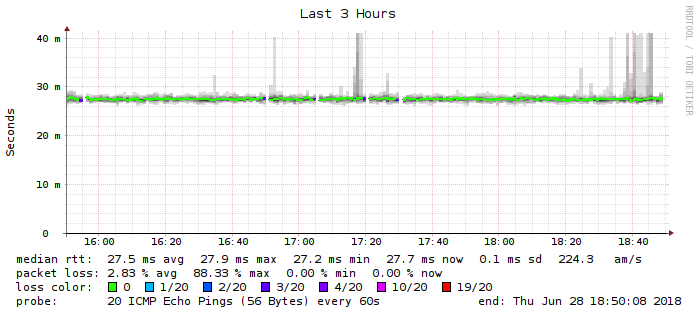 Last 3 Hours
RRDTOOL / TOBI OETIKER
Seconds
40 m
30 m
20 m
10 m
0
16:00 16:20 16:40 17:00 17:20 17:40 18:00 18:20 18:40
median rtt: 27.5 ms avg 27.9 ms max 27.2 ms min 27.7 ms now 0.1 ms sd 224.3 am/s
packet loss: 2.83 % avg 88.33 % max 0.00 % min 0.00 % now
loss color: 0 1/20 2/20 3/20 4/20 10/20 19/20
probe: 20 ICMP Echo Pings (56 Bytes) every 60s end: Thu Jun 28 18:50:08 2018